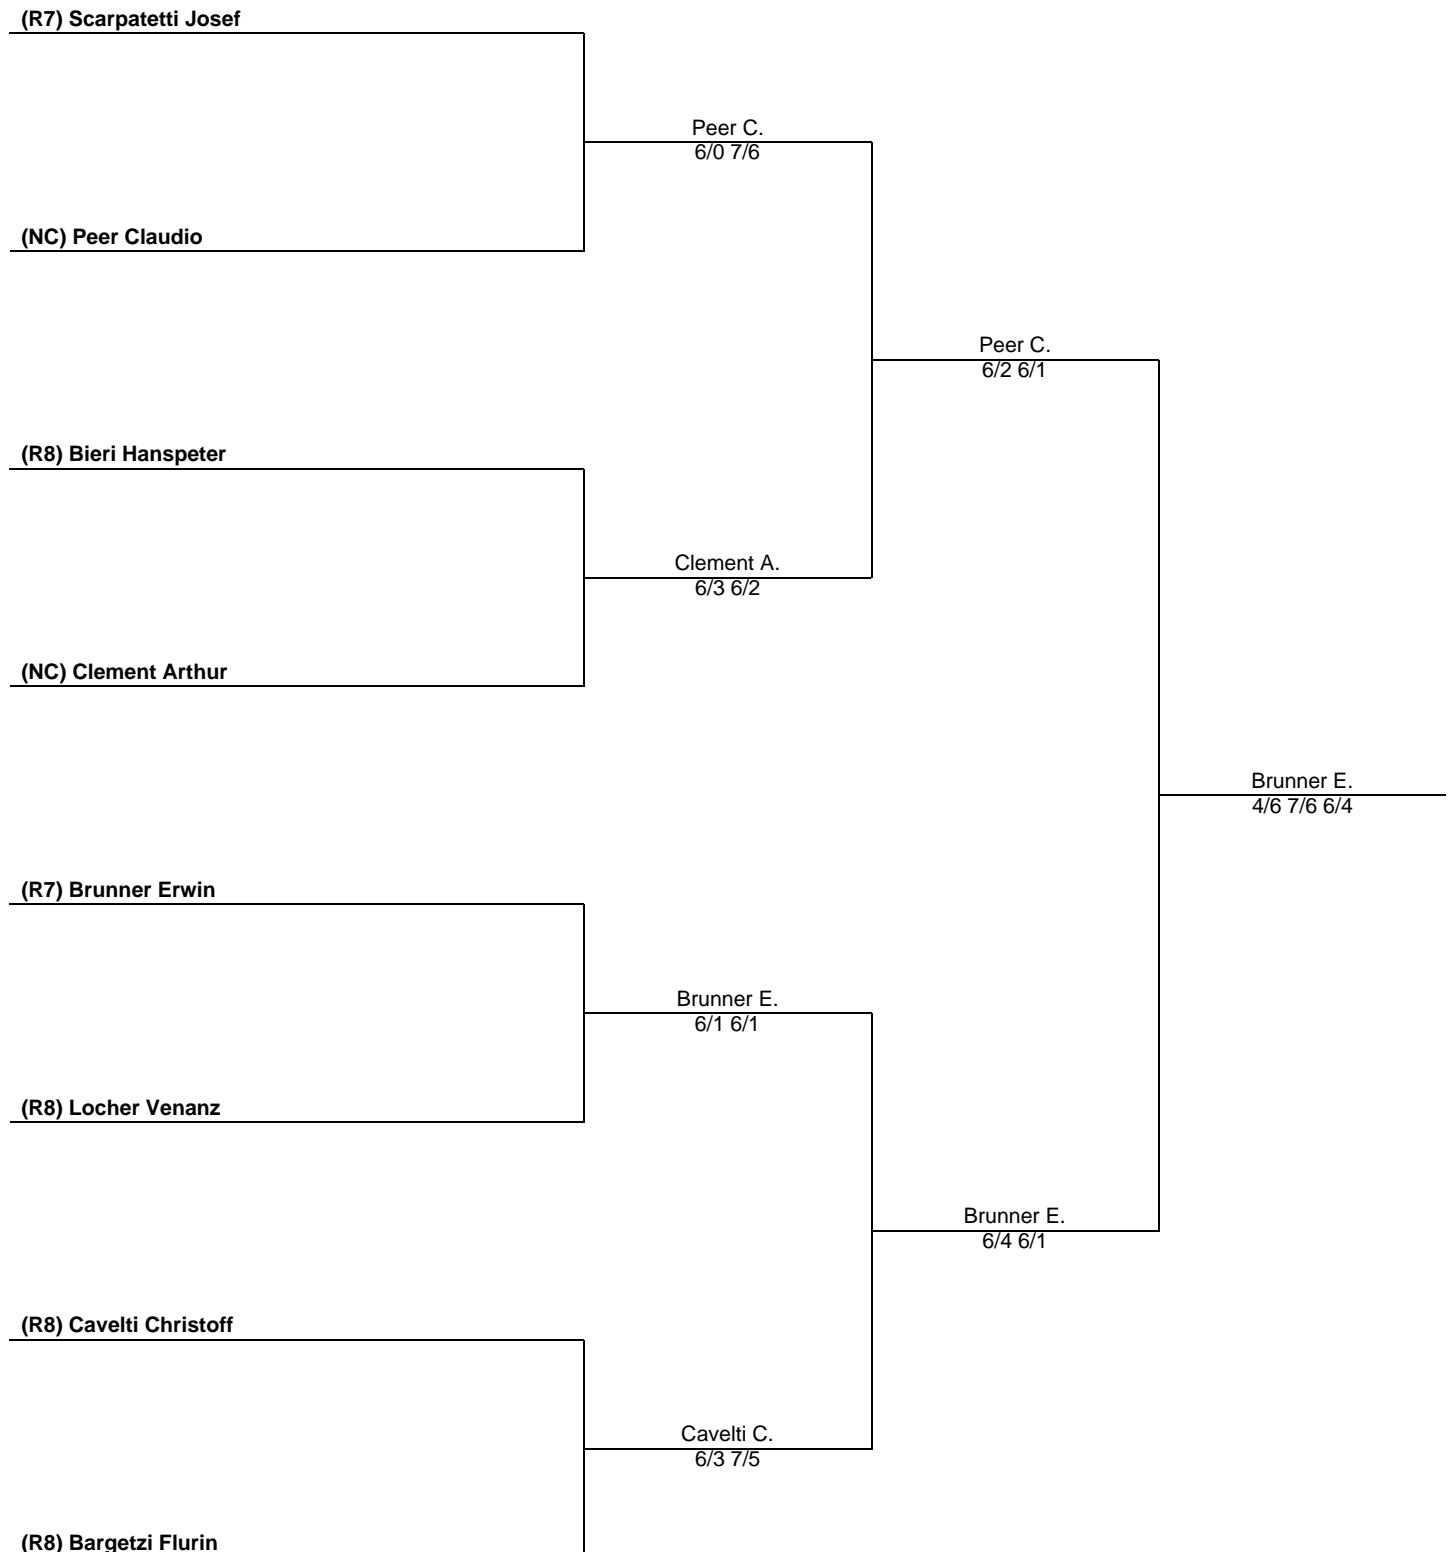 (R7) Scarpatetti Josef
Peer C.
6/0 7/6
(NC) Peer Claudio
Peer C.
6/2 6/1
(R8) Bieri Hanspeter
Clement A.
6/3 6/2
(NC) Clement Arthur
Brunner E.
4/6 7/6 6/4
(R7) Brunner Erwin
Brunner E.
6/1 6/1
(R8) Locher Venanz
Brunner E.
6/4 6/1
(R8) Cavelti Christoff
Cavelti C.
6/3 7/5
(R8) Bargetzi Flurin